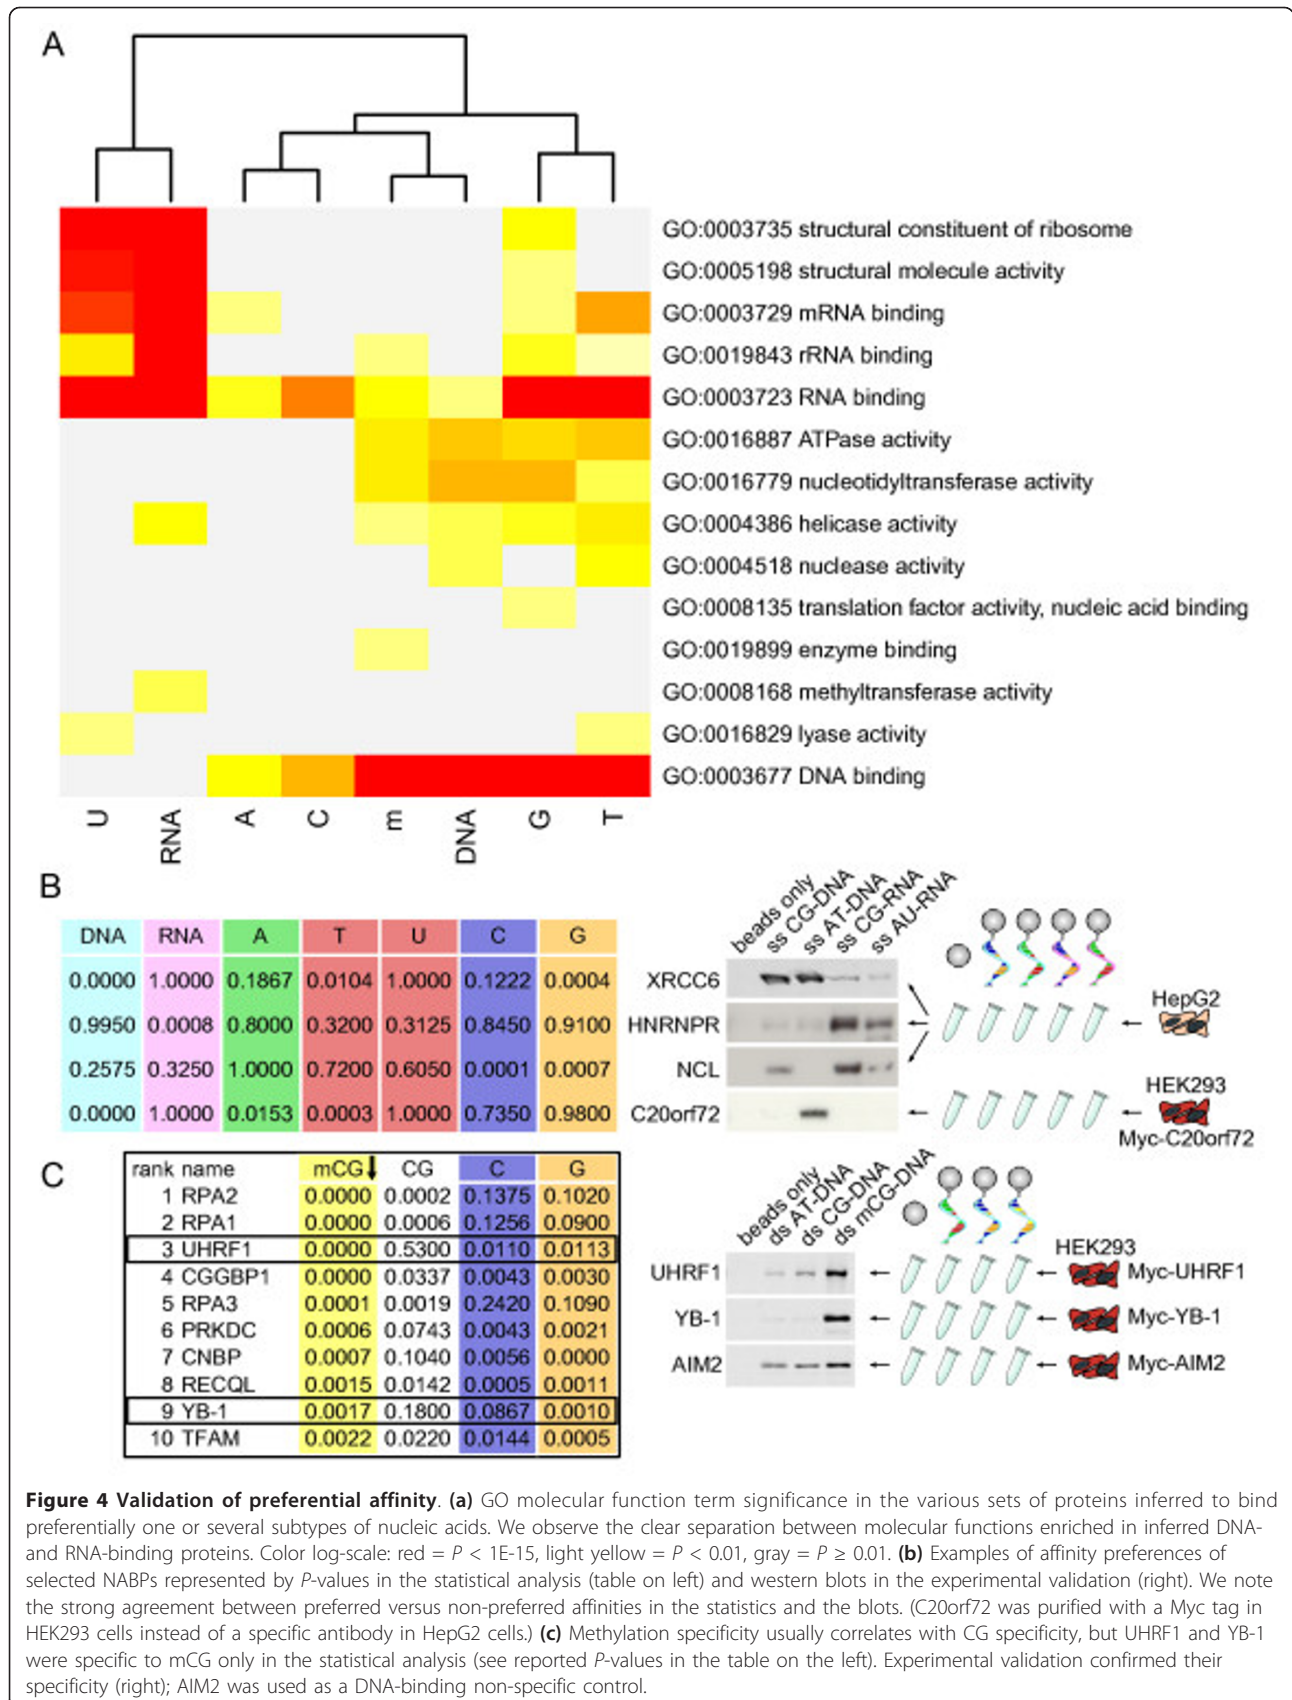 A
GO:0003735 structural constituent of ribosome
GO:0005198 structural molecule activity
GO:0003729 mRNA binding
GO:0019843 rRNA binding
GO:0003723 RNA binding
GO:0016887 ATPase activity
GO:0016779 nucleotidyltransferase activity
GO:0004386 helicase activity
GO:0004518 nuclease activity
GO:0008135 translation factor activity, nucleic acid binding
GO:0019899 enzyme binding
GO:0008168 methyltransferase activity
GO:0016829 lyase activity
GO:0003677 DNA binding
U RNA A C m DNA G T
B
DNA RNA A T U C G
0.0000 1.0000 0.1867 0.0104 1.0000 0.1222 0.0004
0.9950 0.0008 0.8000 0.3200 0.3125 0.8450 0.9100
0.2575 0.3250 1.0000 0.7200 0.6050 0.0001 0.0007
0.0000 1.0000 0.0153 0.0003 1.0000 0.7350 0.9800
beads only
ss CG-DNA
ss AT-DNA
ss CG-RNA
ss AU-RNA
XRCC6
HNRNPR
NCL
C20orf72
HepG2
HEK293
Myc-C20orf72
C
rank name mCG CG C G
1 RPA2 0.0000 0.0002 0.1375 0.1020
2 RPA1 0.0000 0.0006 0.1256 0.0900
3 UHRF1 0.0000 0.5300 0.0110 0.0113
4 CGGBP1 0.0000 0.0337 0.0043 0.0030
5 RPA3 0.0001 0.0019 0.2420 0.1090
6 PRKDC 0.0006 0.0743 0.0043 0.0021
7 CNBP 0.0007 0.1040 0.0056 0.0000
8 RECQL 0.0015 0.0142 0.0005 0.0011
9 YB-1 0.0017 0.1800 0.0867 0.0010
10 TFAM 0.0022 0.0220 0.0144 0.0005
beads only
ds AT-DNA
ds CG-DNA
ds mCG-DNA
UHRF1
YB-1
AIM2
HEK293
Myc-UHRF1
Myc-YB-1
Myc-AIM2
Figure 4 Validation of preferential affinity. (a) GO molecular function term significance in the various sets of proteins inferred to bind
preferentially one or several subtypes of nucleic acids. We observe the clear separation between molecular functions enriched in inferred DNA-
and RNA-binding proteins. Color log-scale: red = P < 1E-15, light yellow = P < 0.01, gray = P ≥ 0.01. (b) Examples of affinity preferences of
selected NABPs represented by P-values in the statistical analysis (table on left) and western blots in the experimental validation (right). We note
the strong agreement between preferred versus non-preferred affinities in the statistics and the blots. (C20orf72 was purified with a Myc tag in
HEK293 cells instead of a specific antibody in HepG2 cells.) (c) Methylation specificity usually correlates with CG specificity, but UHRF1 and YB-1
were specific to mCG only in the statistical analysis (see reported P-values in the table on the left). Experimental validation confirmed their
specificity (right); AIM2 was used as a DNA-binding non-specific control.